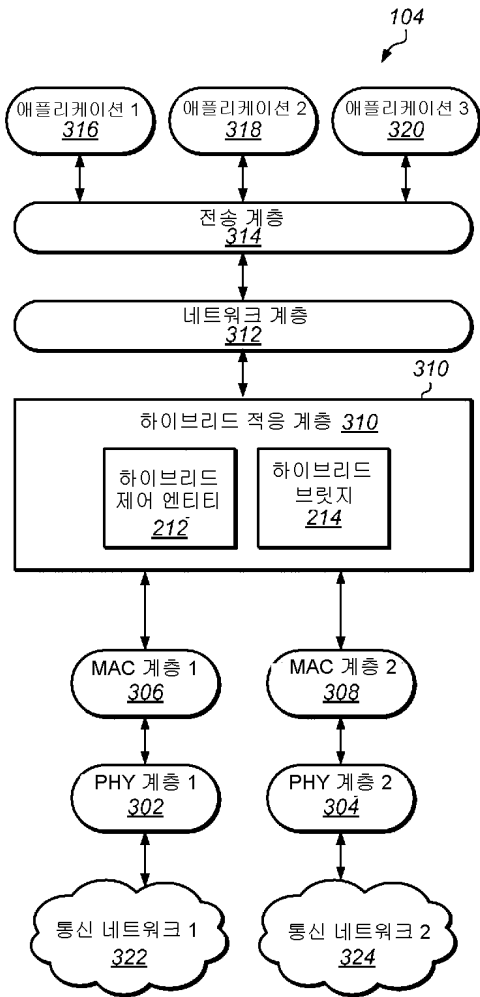 104
애플리케이션 1
316
애플리케이션 2
318
애플리케이션 3
320
전송 계층
314
네트워크 계층
312
310
하이브리드 적응 계층 310
하이브리드
제어 엔티티
212
하이브리드
브릿지
214
MAC 계층 1
306
MAC 계층 2
308
PHY 계층 1
302
PHY 계층 2
304
통신 네트워크 1
322
통신 네트워크 2
324